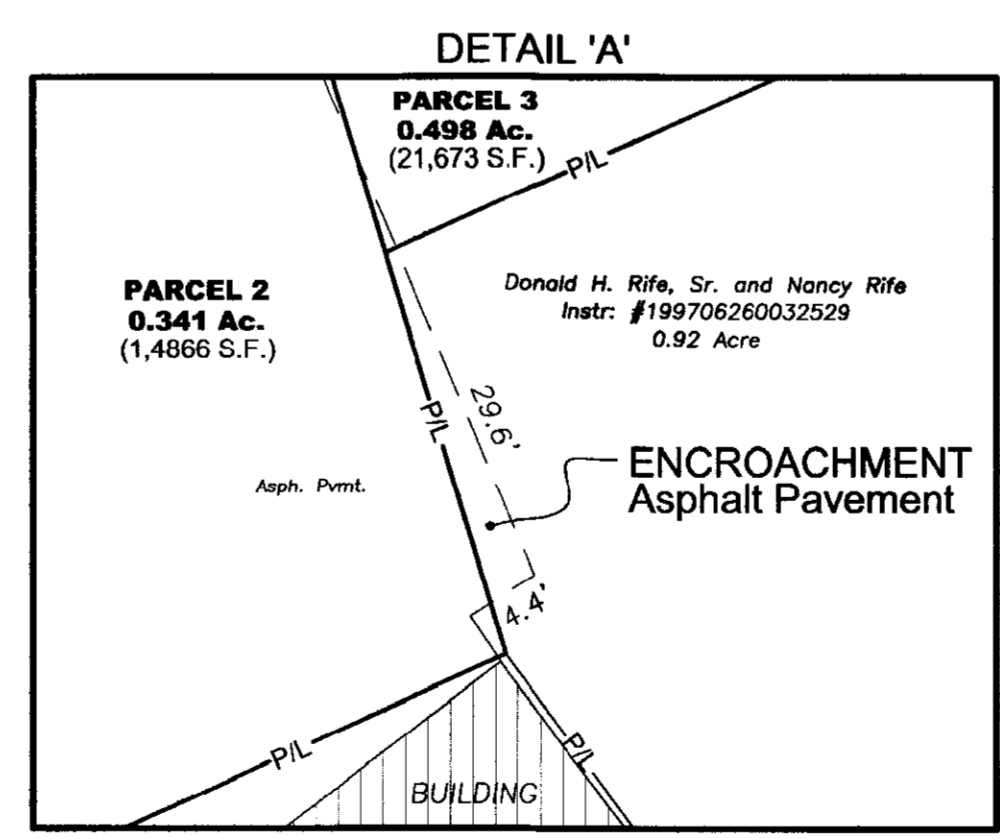 DETAIL 'A'
PARCEL 3
0.498 Ac.
(21,673 S.F.)
P/L
Donald H. Rife, Sr. and Nancy Rife
Instr: #199706260032529
0.92 Acre
PARCEL 2
0.341 Ac.
(1,4866 S.F.)
P/L
29.6'
ENCROACHMENT
Asphalt Pavement
Asph. Pvmt.
4.4'
P/L
P/L
BUILDING